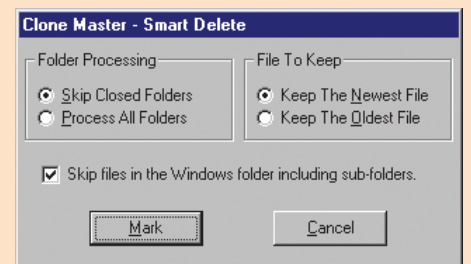 Clone Master - Smart Delete
Folder Processing
Skip Closed Folders
Process All Folders
File To Keep
Keep The Newest File
Keep The Oldest File
Skip files in the Windows folder including sub-folders.
Mark
Cancel